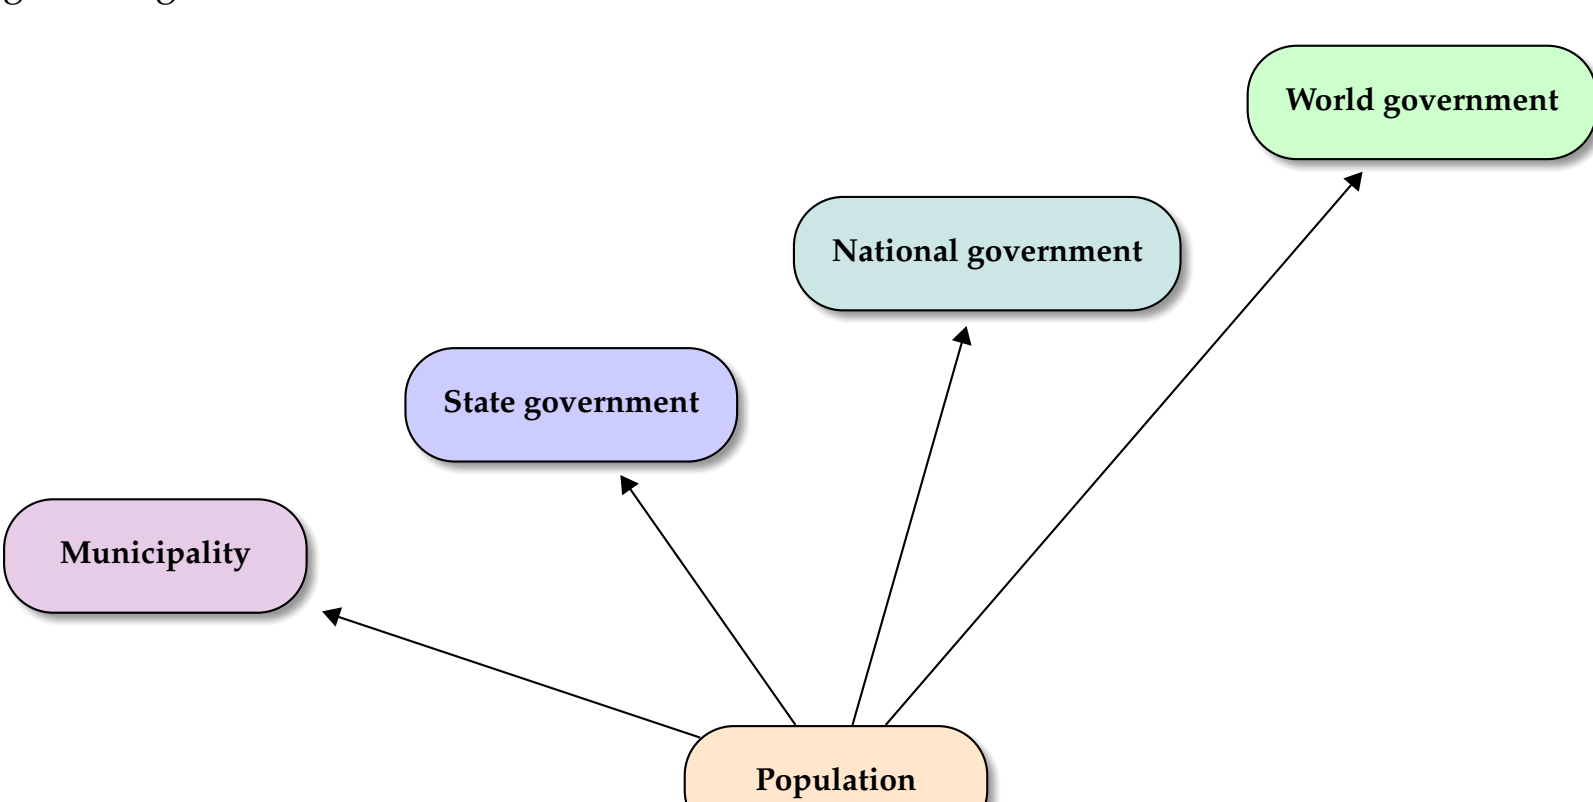 World government
National government
State government
Municipality
Population